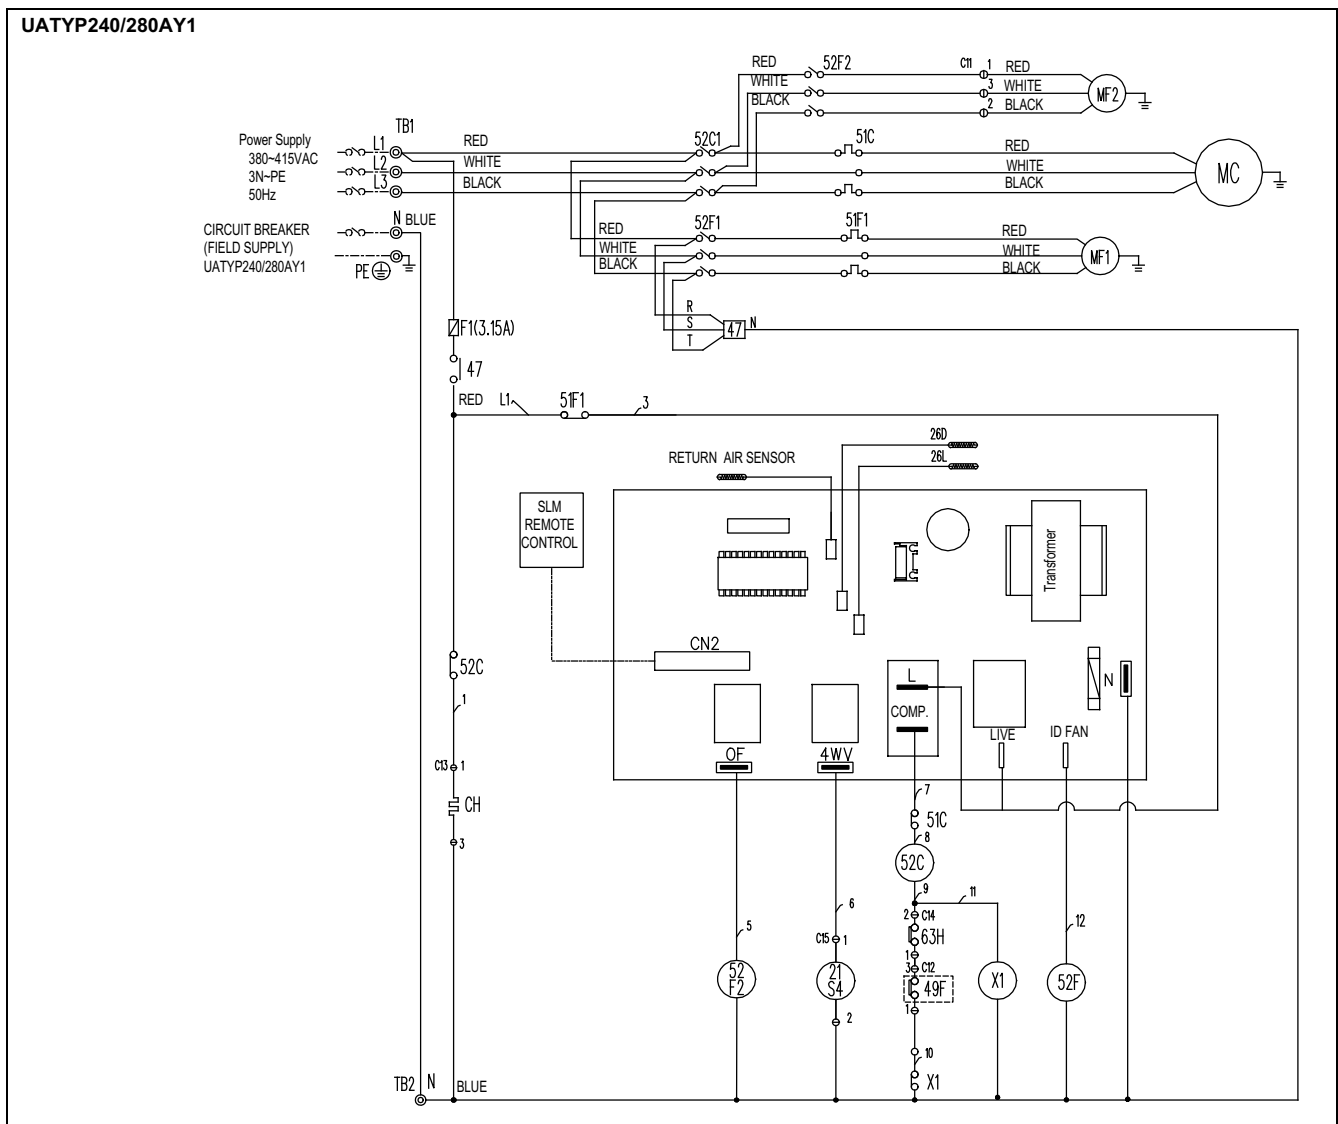 UATYP240/280AY1
RED 52F2 C11 1 RED
WHITE 3 WHITE
BLACK 2 BLACK
MF2
TB1
Power Supply L1 RED 52C1 51C RED
380~415VAC L2 WHITE WHITE
3N~PE L3 BLACK BLACK
50Hz
MC
N BLUE
CIRCUIT BREAKER
(FIELD SUPPLY)
UATYP240/280AY1
PE
RED 52F1 51F1 RED
WHITE WHITE
BLACK BLACK
MF1
R
S 47 N
T
F1(3.15A)
47
RED L1 51F1 3
26D
RETURN AIR SENSOR 26L
SLM
REMOTE
CONTROL
Transformer
CN2
52C
L
N
COMP.
1
LIVE ID FAN
OF 4WV
C13 1
CH
7
51C
8
3
52C
9 11
2 C14
63H
6
5
12
C15 1
1
3 C12
52
F2
21
S4
49F
X1
52F
2
1
10
X1
TB2 N BLUE